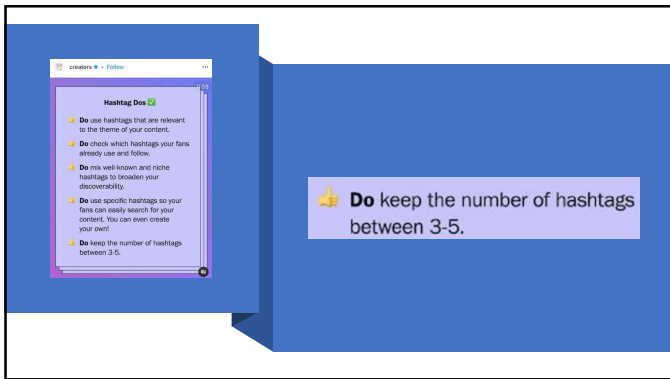 creators • Follow
Hashtag Dos ✅
👍 Do use hashtags that are relevant
to the theme of your content.
👍 Do check which hashtags your fans
already use and follow.
👍 Do mix well-known and niche
hashtags to broaden your
discoverability.
👍 Do use specific hashtags so your
fans can easily search for your
content. You can even create
your own!
👍 Do keep the number of hashtags
between 3-5.
👍 Do keep the number of hashtags
between 3-5.